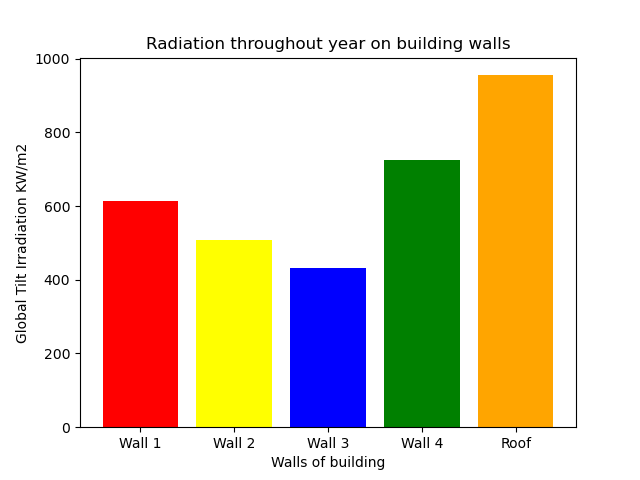 Radiation throughout year on building walls
Global Tilt Irradiation KW/m2
1000
800
600
400
200
0
Wall 1 Wall 2 Wall 3 Wall 4 Roof
Walls of building